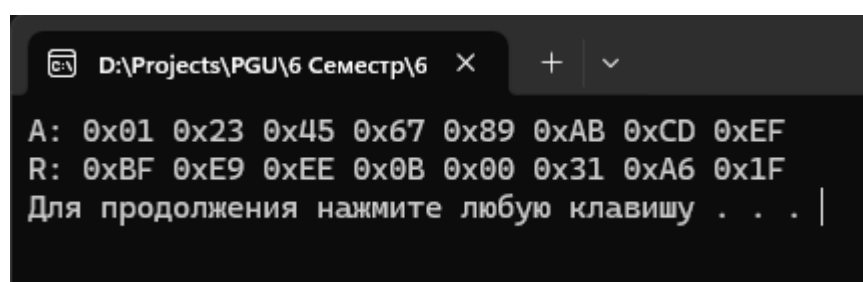 D:\Projects\PGU\6 Семестр\6
A: 0x01 0x23 0x45 0x67 0x89 0xAB 0xCD 0xEF
R: 0xBF 0xE9 0xEE 0x0B 0x00 0x31 0xA6 0x1F
Для продолжения нажмите любую клавишу . . .